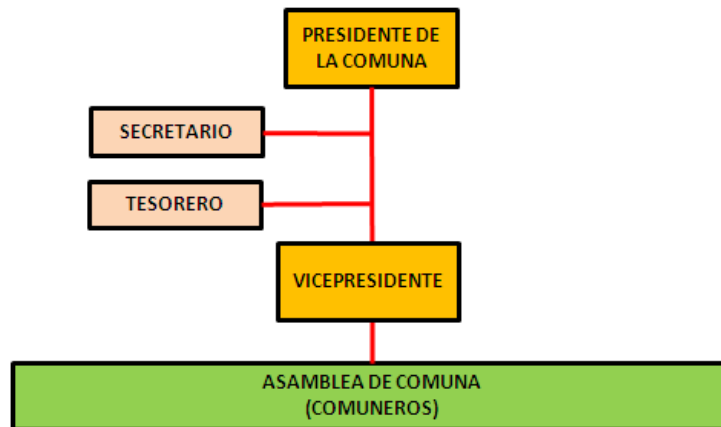 PRESIDENTE DE
LA COMUNA
SECRETARIO
TESORERO
VICEPRESIDENTE
ASAMBLEA DE COMUNA
(COMUNEROS)